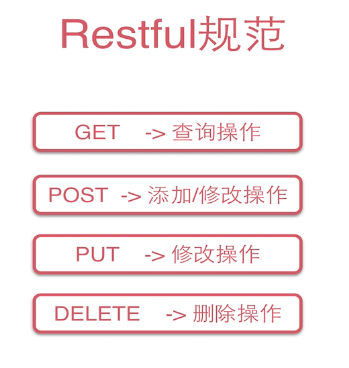 Restful规范
GET -> 查询操作
POST -> 添加/修改操作
PUT -> 修改操作
DELETE -> 删除操作